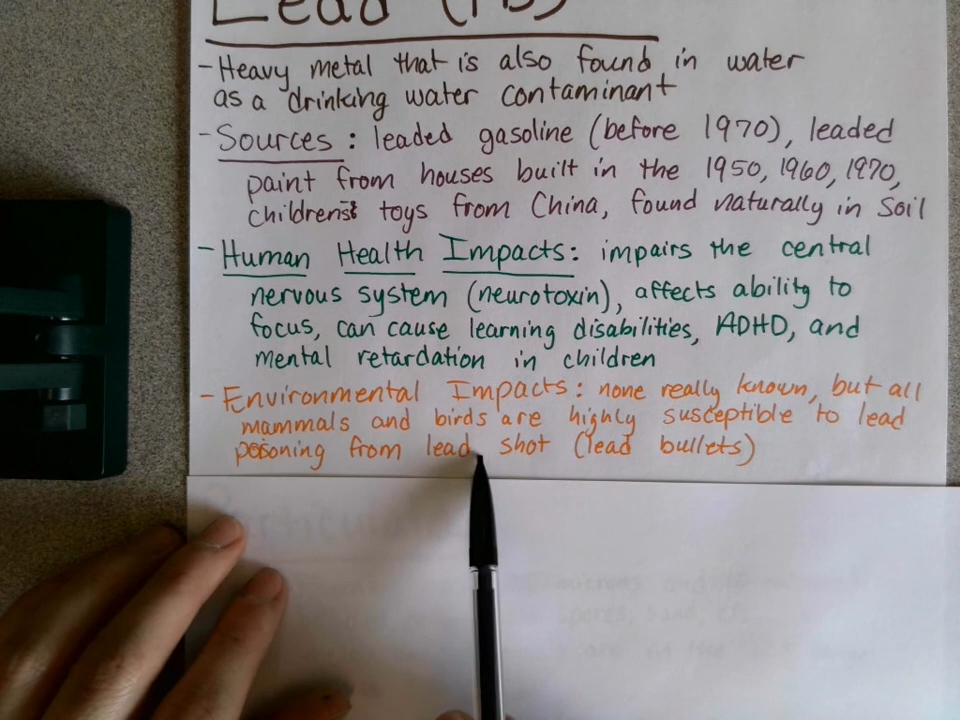 Lead (Pb)
- Heavy metal that is also found in water
as a drinking water contaminant
- Sources: leaded gasoline (before 1970), leaded
paint from houses built in the 1950, 1960, 1970,
children's toys from China, found naturally in Soil
- Human Health Impacts: impairs the central
nervous system (neurotoxin), affects ability to
focus, can cause learning disabilities, ADHD, and
mental retardation in children
- Environmental Impacts: none really known, but all
mammals and birds are highly susceptible to lead
poisoning from lead shot (lead bullets)